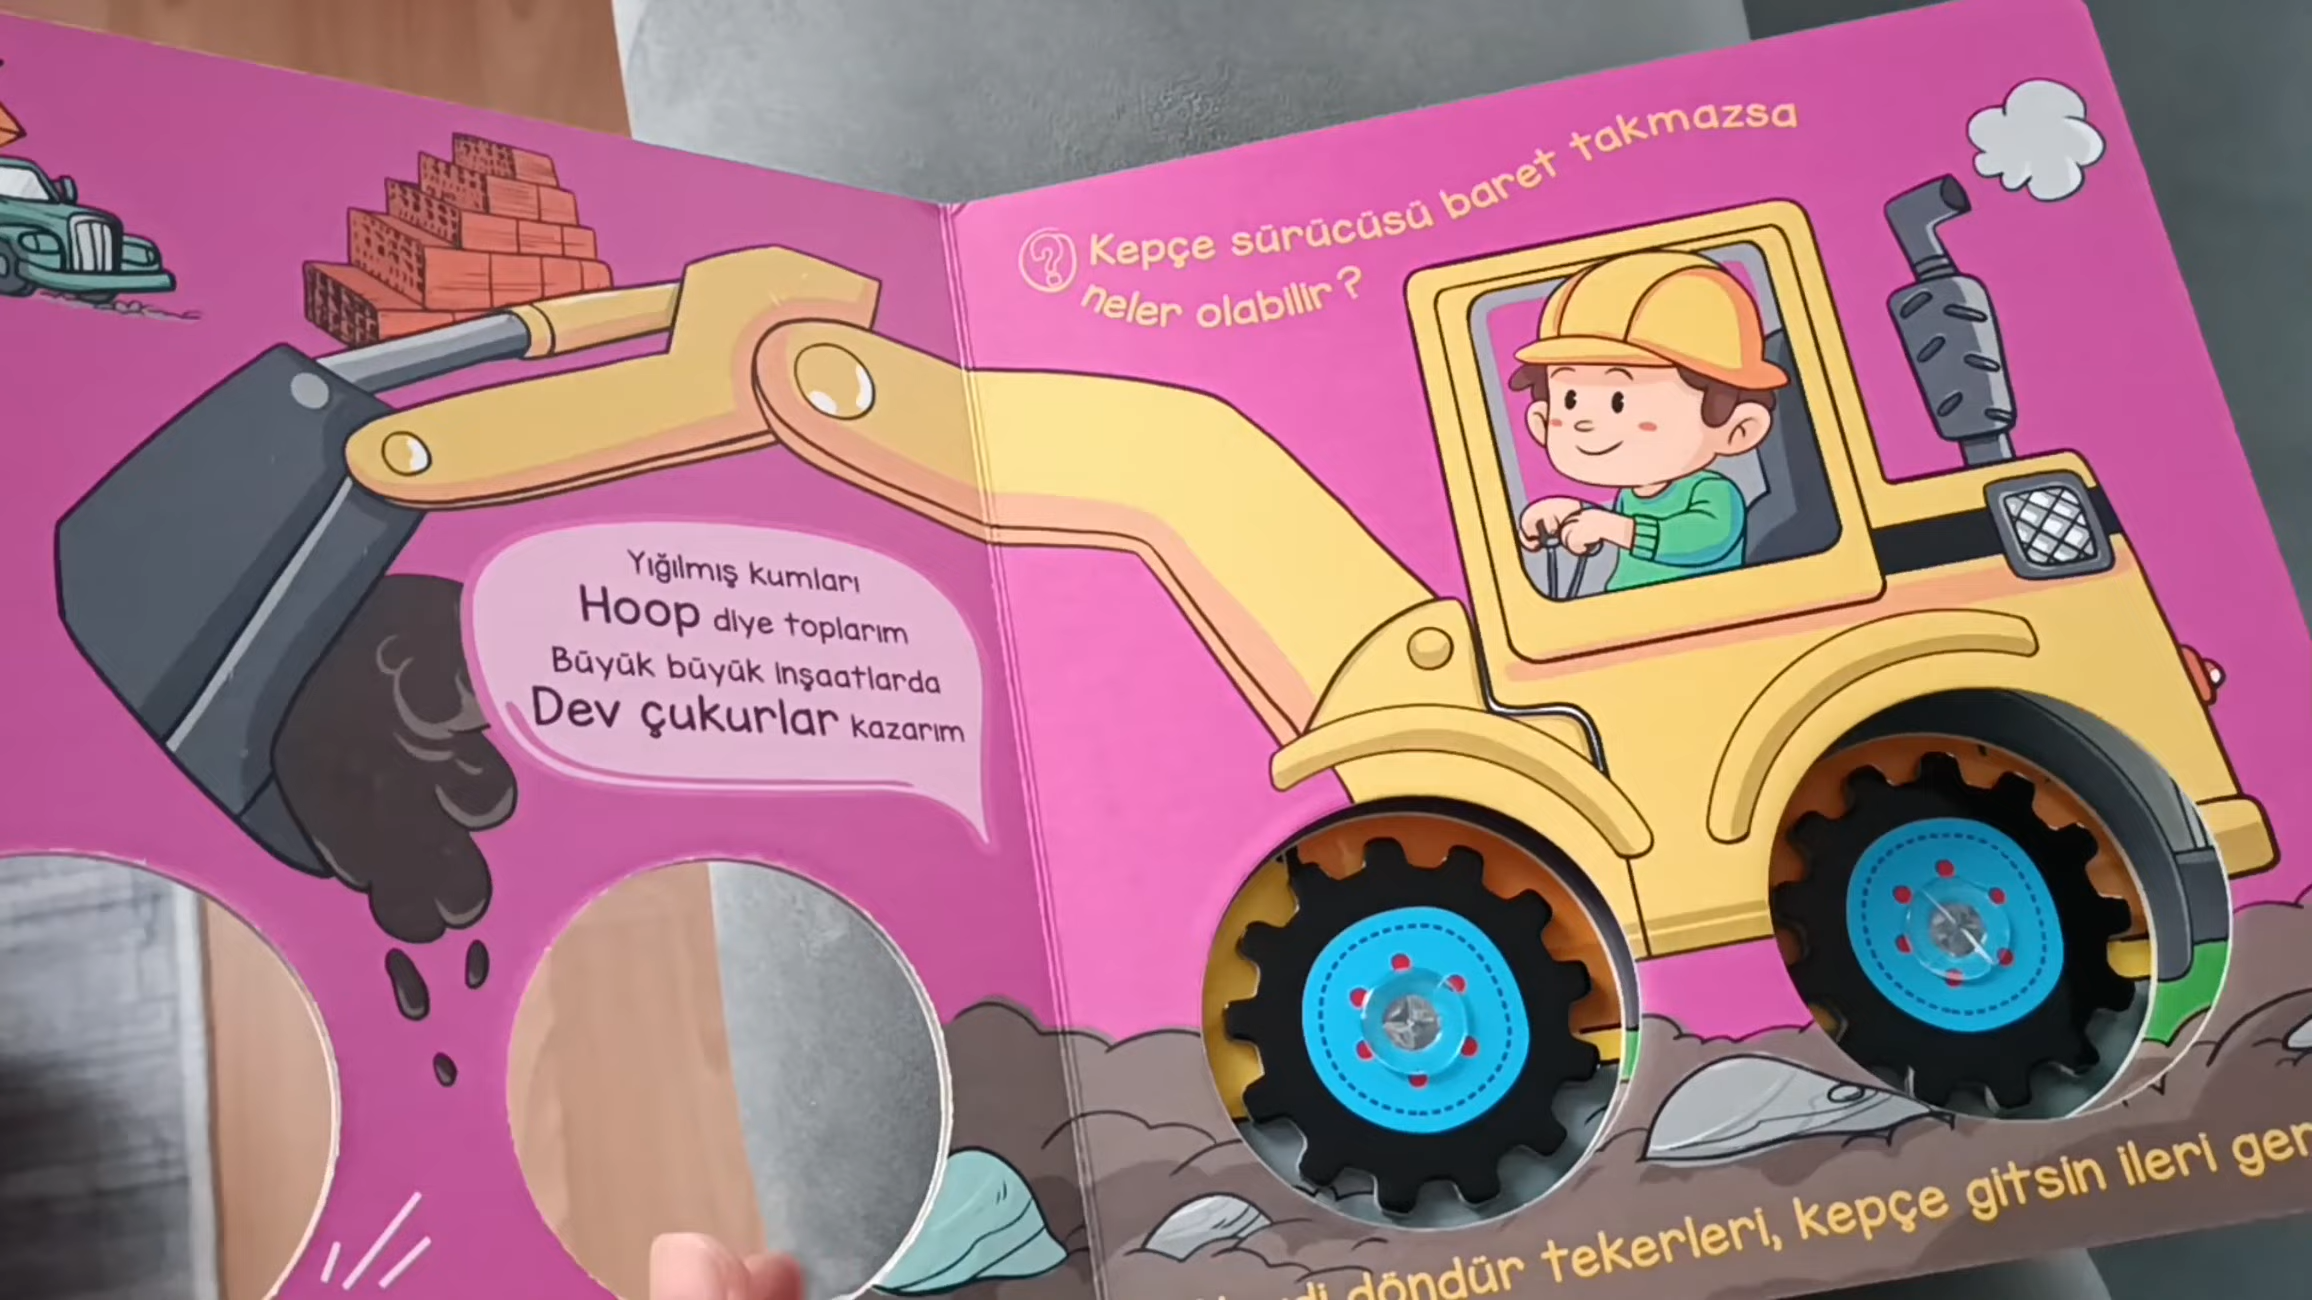 Yığılmış kumları
Hoop diye toplarım
Büyük büyük inşaatlarda
Dev çukurlar kazarım
? Kepçe sürücüsü baret takmazsa
neler olabilir?
döndür tekerleri, kepçe gitsin ileri